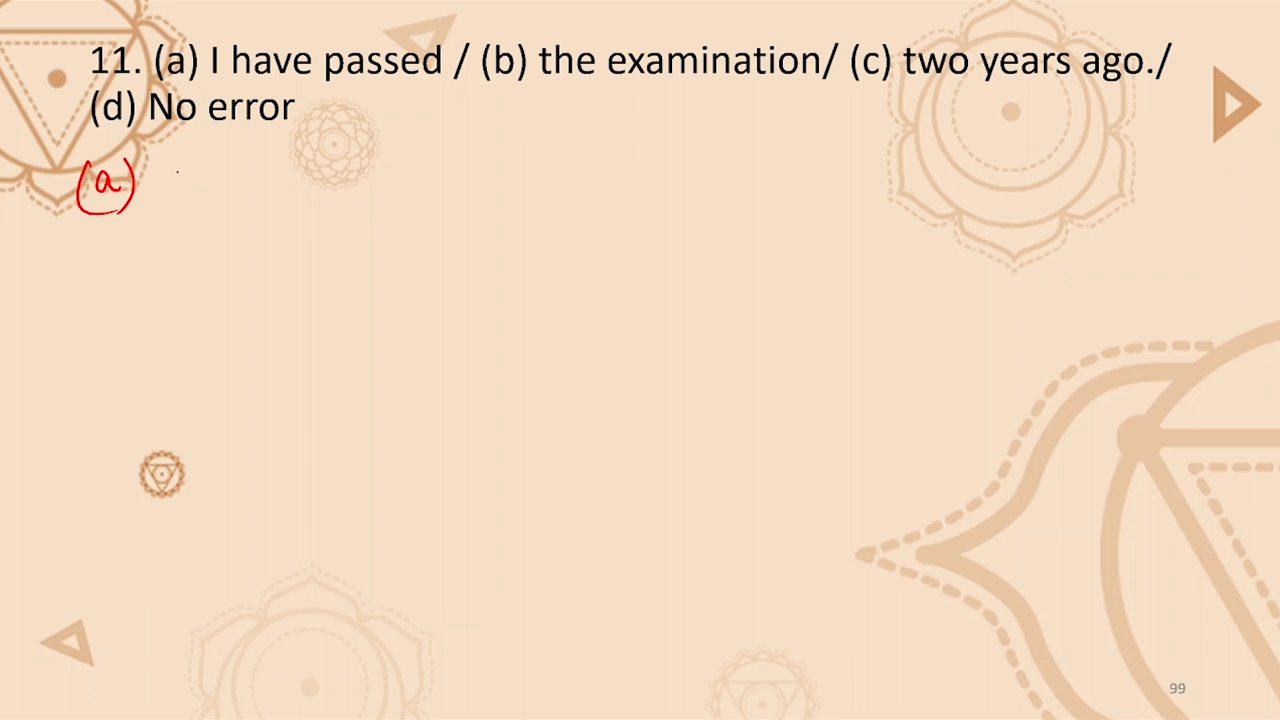 11. (a) I have passed / (b) the examination/ (c) two years ago./
(d) No error
(a)
99